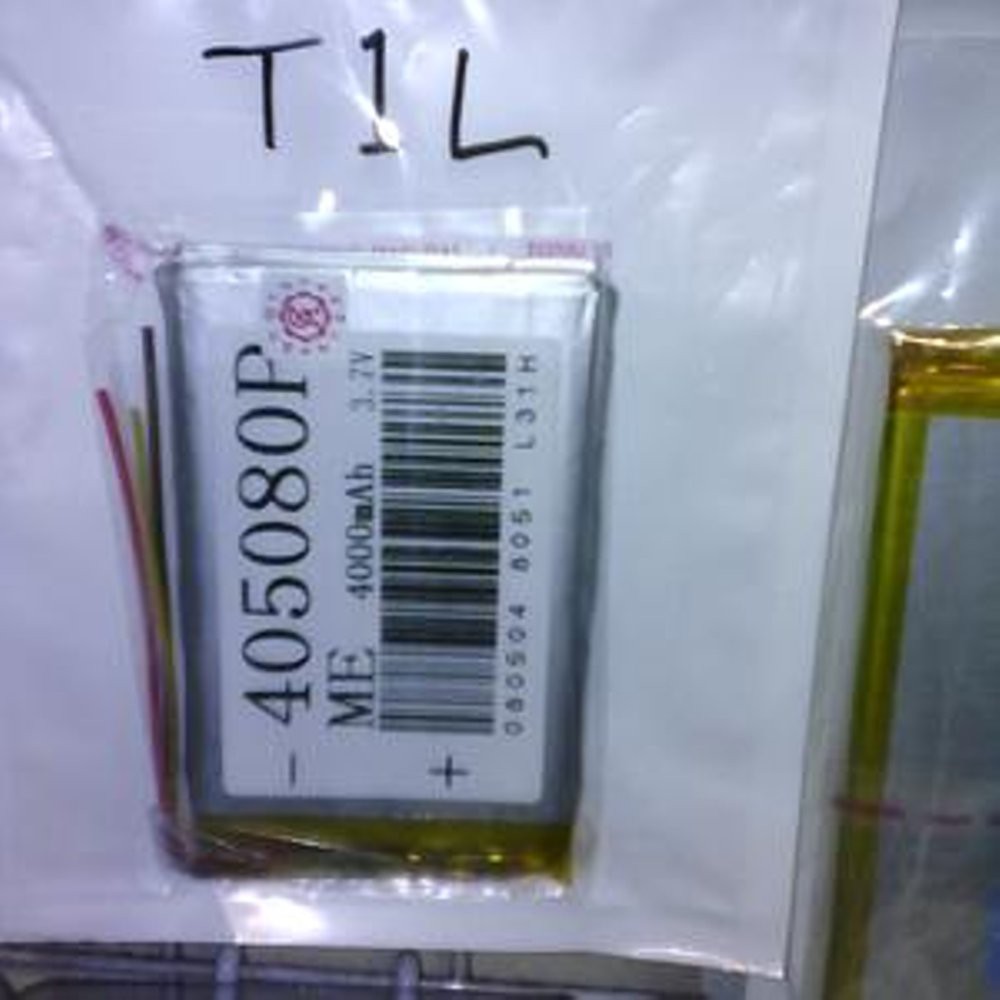 T1L
405080P
ME 4000mAh 3.7V
080504 8051 L31H
- +